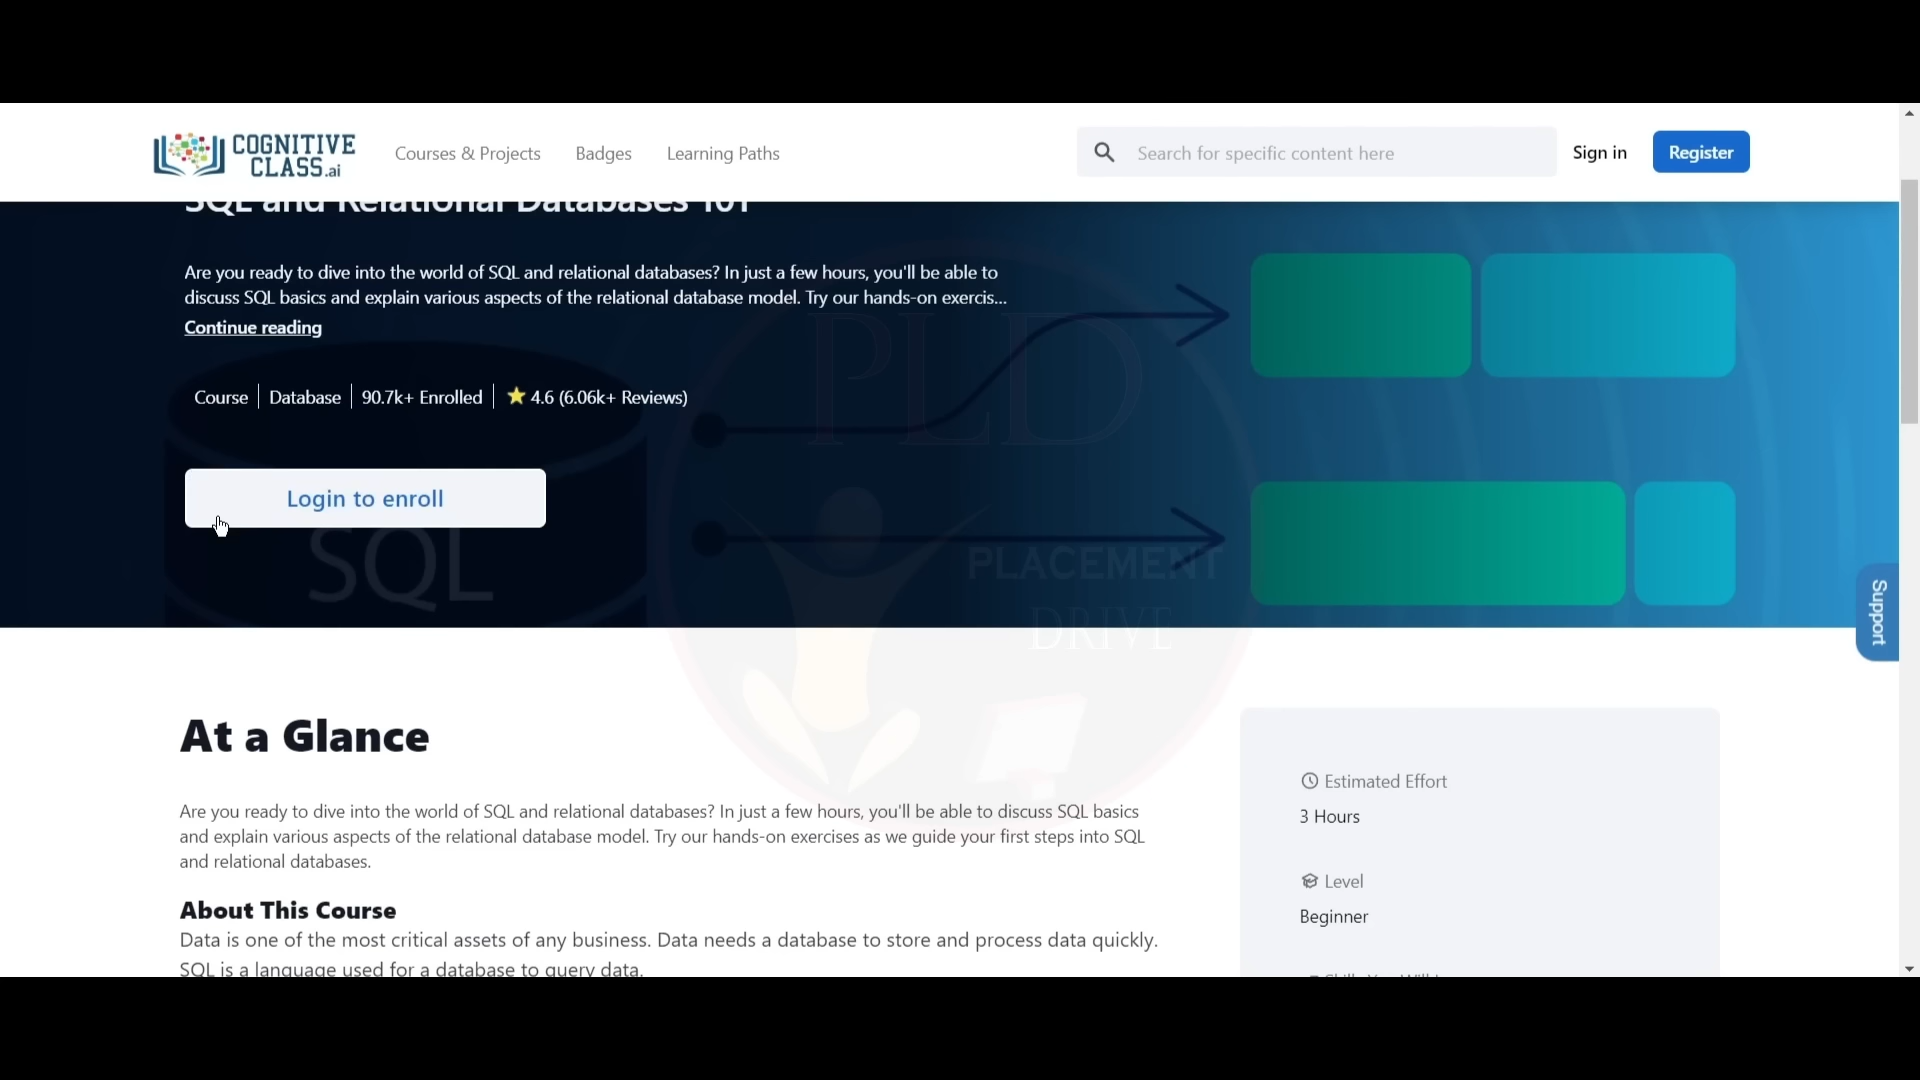 COGNITIVE
CLASS.ai
Courses & Projects
Badges
Learning Paths
Search for specific content here
Sign in
Register
SQL and Relational Databases 101
Are you ready to dive into the world of SQL and relational databases? In just a few hours, you'll be able to
discuss SQL basics and explain various aspects of the relational database model. Try our hands-on exercis...
Continue reading
Course
Database
90.7k+ Enrolled
4.6 (6.06k+ Reviews)
Login to enroll
SQL
PLD
PLACEMENT
DRIVE
Support
At a Glance
Are you ready to dive into the world of SQL and relational databases? In just a few hours, you'll be able to discuss SQL basics
and explain various aspects of the relational database model. Try our hands-on exercises as we guide your first steps into SQL
and relational databases.
About This Course
Data is one of the most critical assets of any business. Data needs a database to store and process data quickly.
SQL is a language used for a database to query data.
Estimated Effort
3 Hours
Level
Beginner